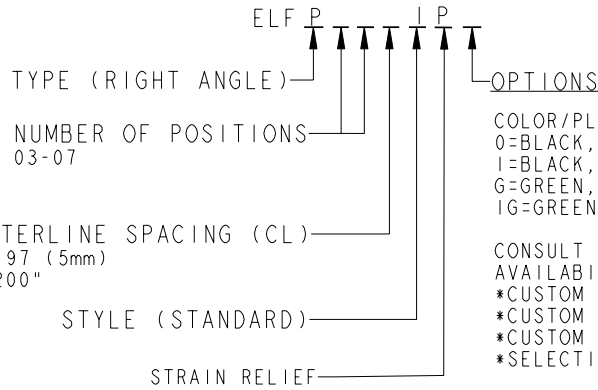 ELF P _ _ _ I P _
TYPE (RIGHT ANGLE)
OPTIONS
NUMBER OF POSITIONS
03-07
COLOR/PL
0=BLACK,
1=BLACK,
G=GREEN,
1G=GREEN
TERLINE SPACING (CL)
97 (5mm)
200"
CONSULT
AVAILABI
*CUSTOM
*CUSTOM
*CUSTOM
*SELECTI
STYLE (STANDARD)
STRAIN RELIEF